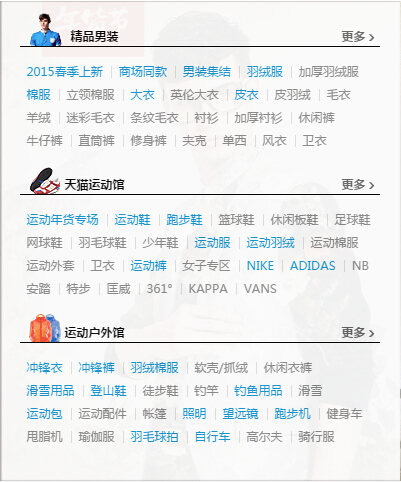 精品男装 更多 >
2015春季上新 | 商场同款 | 男装集结 | 羽绒服 | 加厚羽绒服
棉服 | 立领棉服 | 大衣 | 英伦大衣 | 皮衣 | 皮羽绒 | 毛衣
羊绒 | 迷彩毛衣 | 条纹毛衣 | 衬衫 | 加厚衬衫 | 休闲裤
牛仔裤 | 直筒裤 | 修身裤 | 夹克 | 单西 | 风衣 | 卫衣
天猫运动馆 更多 >
运动年货专场 | 运动鞋 | 跑步鞋 | 篮球鞋 | 休闲板鞋 | 足球鞋
网球鞋 | 羽毛球鞋 | 少年鞋 | 运动服 | 运动羽绒 | 运动棉服
运动外套 | 卫衣 | 运动裤 | 女子专区 | NIKE | ADIDAS | NB
安踏 | 特步 | 匡威 | 361° | KAPPA | VANS
运动户外馆 更多 >
冲锋衣 | 冲锋裤 | 羽绒棉服 | 软壳/抓绒 | 休闲衣裤
滑雪用品 | 登山鞋 | 徒步鞋 | 钓竿 | 钓鱼用品 | 滑雪
运动包 | 运动配件 | 帐篷 | 照明 | 望远镜 | 跑步机 | 健身车
甩脂机 | 瑜伽服 | 羽毛球拍 | 自行车 | 高尔夫 | 骑行服